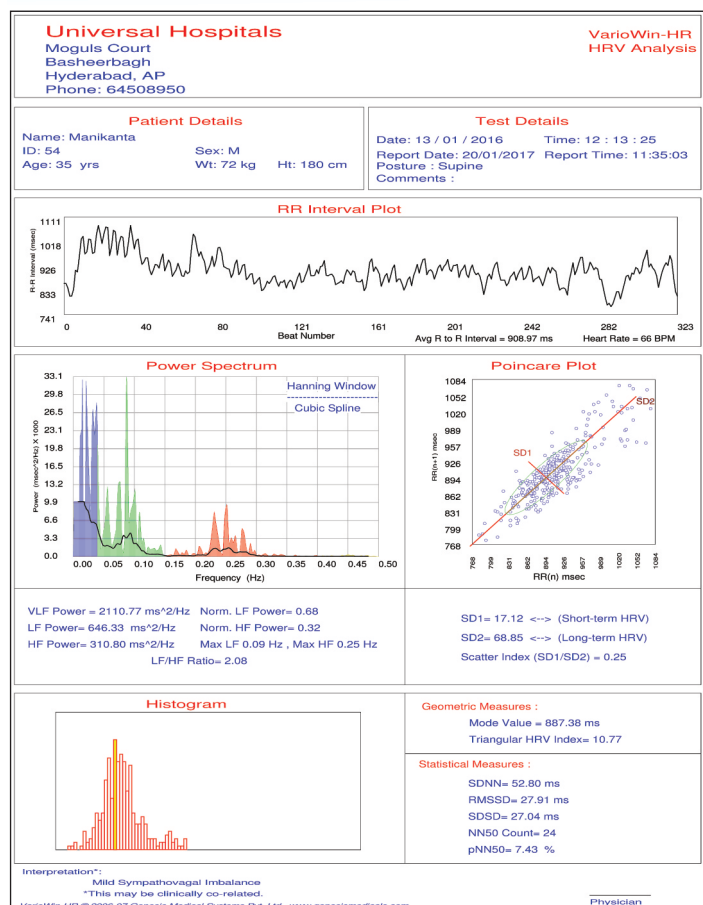 Universal Hospitals
Moguls Court
Basheerbagh
Hyderabad, AP
Phone: 64508950
VarioWin-HR
HRV Analysis
Patient Details
Name: Manikanta
ID: 54 Sex: M
Age: 35 yrs Wt: 72 kg Ht: 180 cm
Test Details
Date: 13 / 01 / 2016 Time: 12 : 13 : 25
Report Date: 20/01/2017 Report Time: 11:35:03
Posture : Supine
Comments :
RR Interval Plot
R-R Interval (msec)
1111
1018
926
833
741
0 40 80 121 161 201 242 282 323
Beat Number
Avg R to R Interval = 908.97 ms Heart Rate = 66 BPM
Power Spectrum
Hanning Window
Cubic Spline
Power (msec^2/Hz) X 1000
33.1
29.8
26.5
23.1
19.8
16.5
13.2
9.9
6.6
3.3
0.0
0.00 0.05 0.10 0.15 0.20 0.25 0.30 0.35 0.40 0.45 0.50
Frequency (Hz)
Poincare Plot
RR(n+1) msec
1084
1052
1020
989
957
926
894
862
831
799
768
SD2
SD1
768 799 831 862 894 926 957 989 1020 1052 1084
RR(n) msec
VLF Power = 2110.77 ms^2/Hz Norm. LF Power= 0.68
LF Power= 646.33 ms^2/Hz Norm. HF Power= 0.32
HF Power= 310.80 ms^2/Hz Max LF 0.09 Hz , Max HF 0.25 Hz
LF/HF Ratio= 2.08
SD1= 17.12 <--> (Short-term HRV)
SD2= 68.85 <--> (Long-term HRV)
Scatter Index (SD1/SD2) = 0.25
Histogram
Geometric Measures :
Mode Value = 887.38 ms
Triangular HRV Index= 10.77
Statistical Measures :
SDNN= 52.80 ms
RMSSD= 27.91 ms
SDSD= 27.04 ms
NN50 Count= 24
pNN50= 7.43 %
Interpretation*:
Mild Sympathovagal Imbalance
*This may be clinically co-related.
Physician